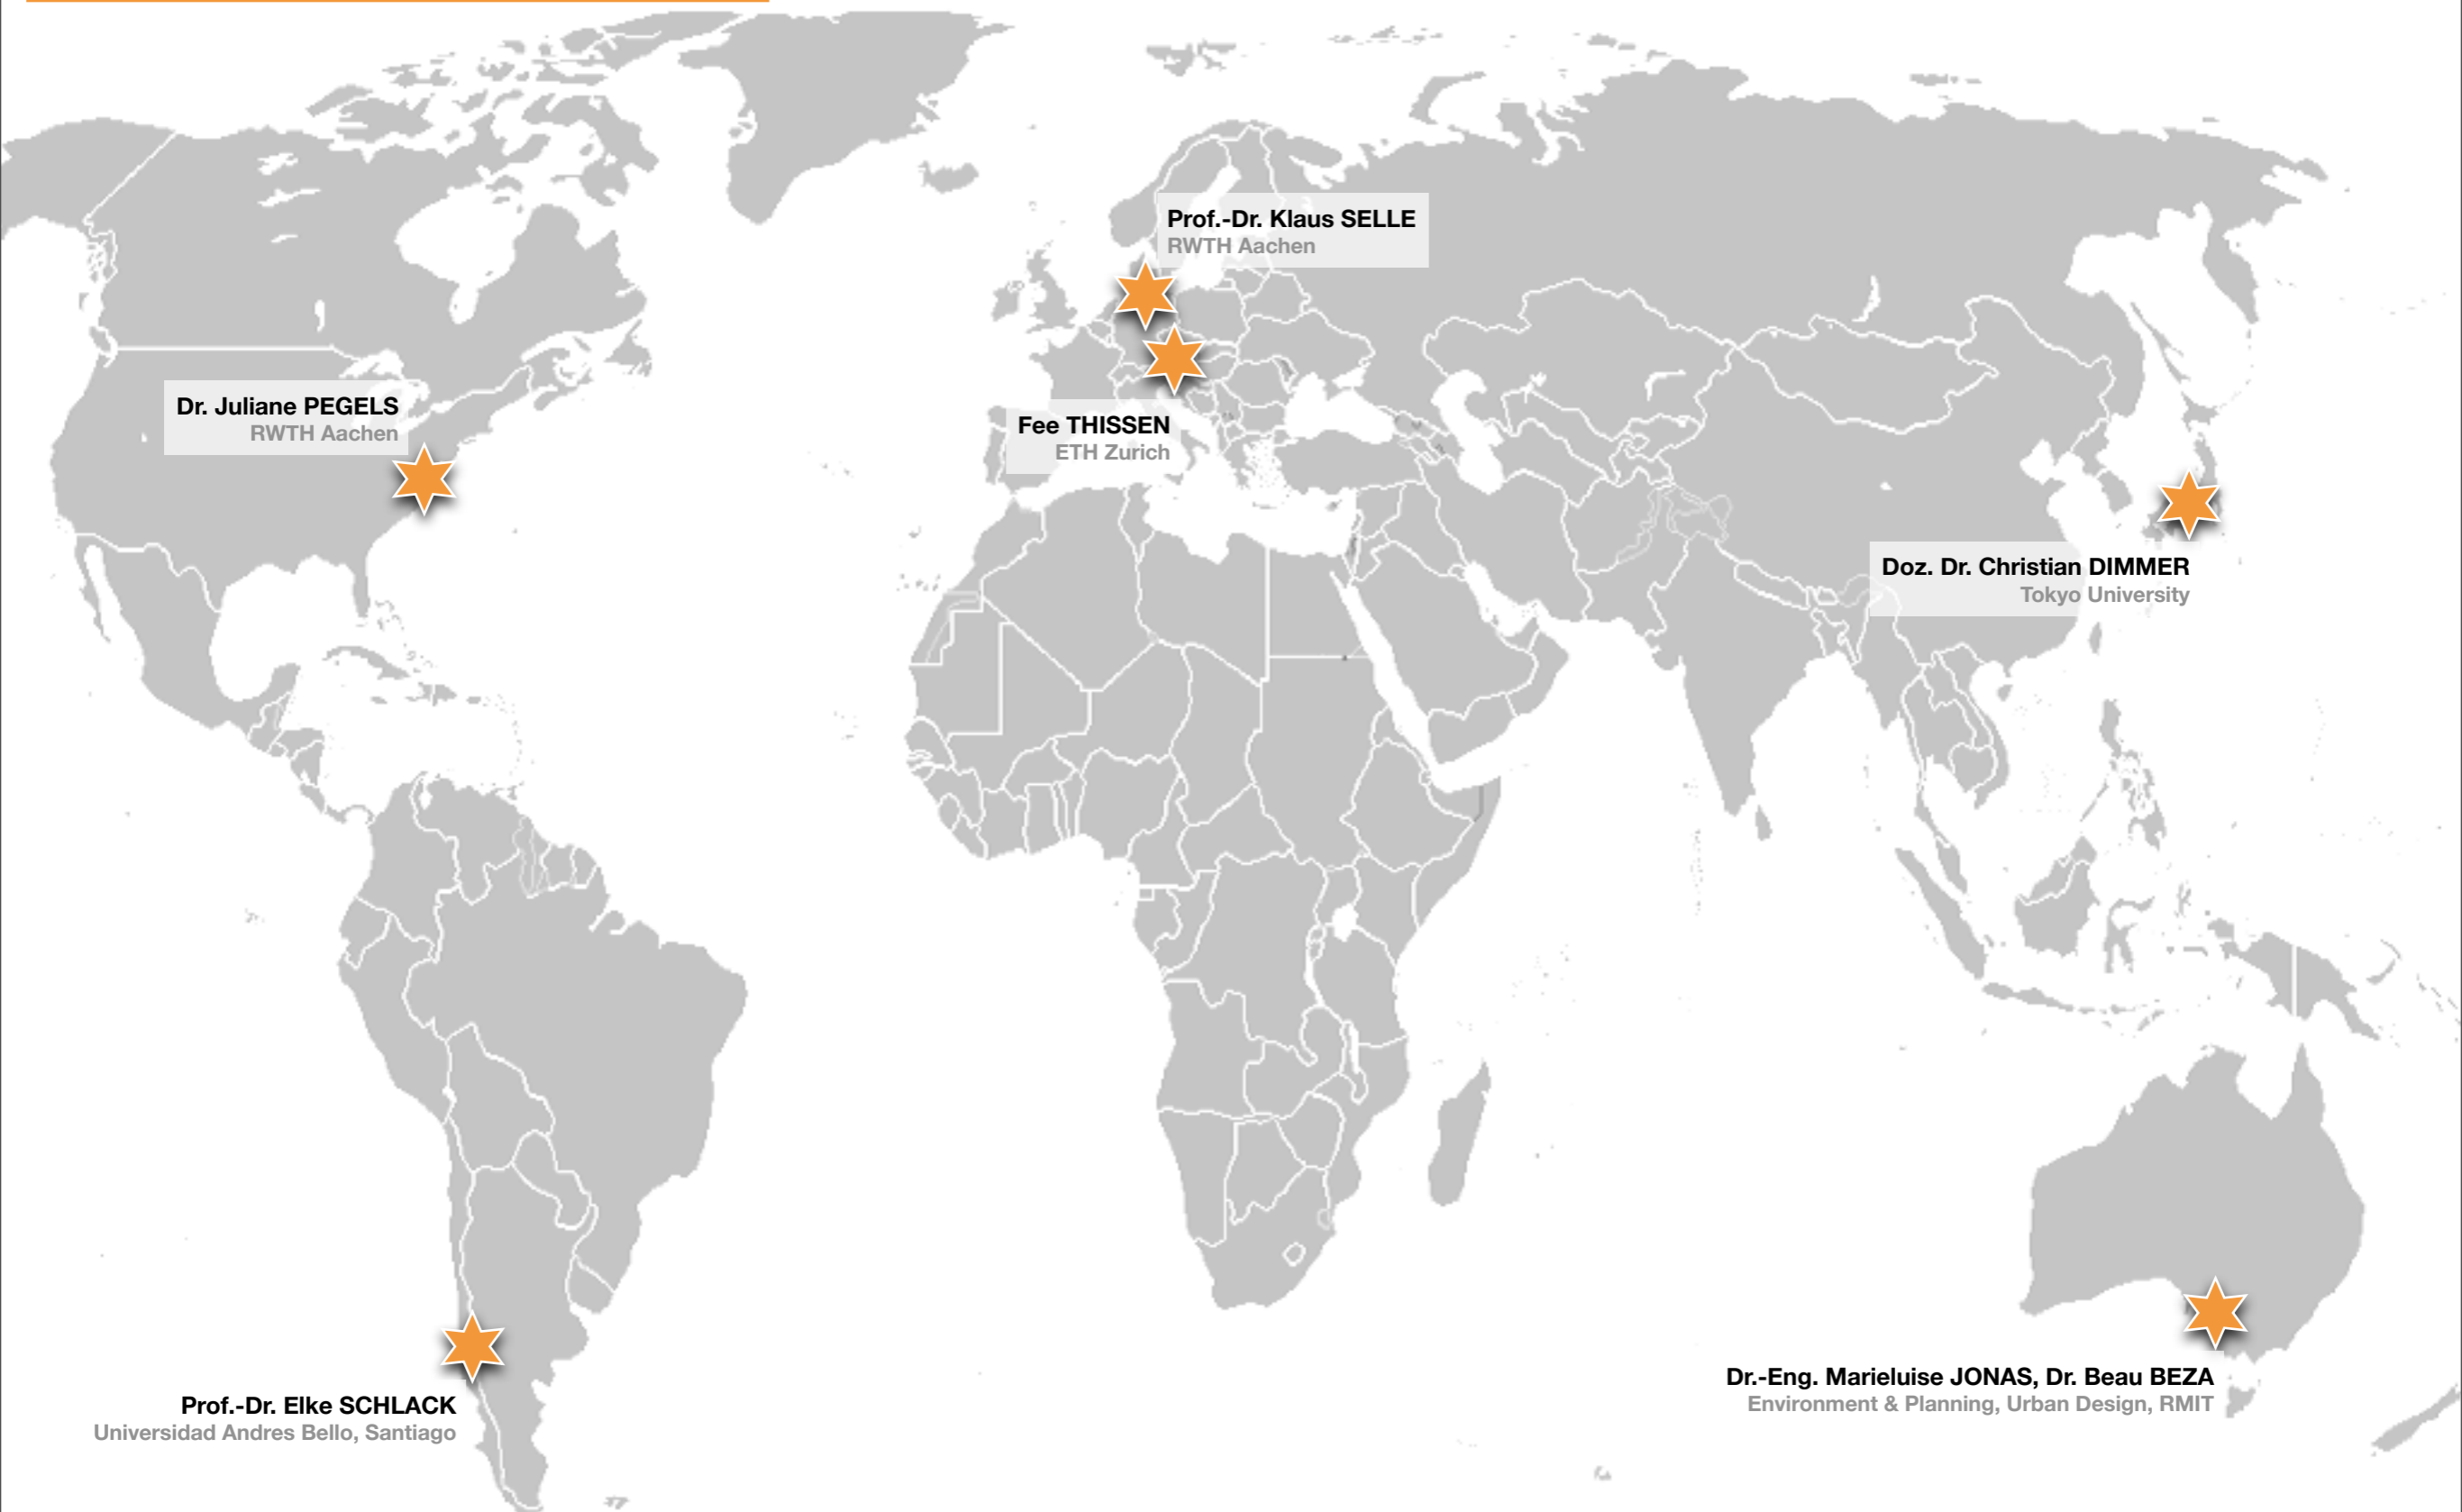 Prof.-Dr. Klaus SELLE
RWTH Aachen
Dr. Juliane PEGELS
RWTH Aachen
Fee THISSEN
ETH Zurich
Doz. Dr. Christian DIMMER
Tokyo University
Dr.-Eng. Marieluise JONAS, Dr. Beau BEZA
Environment & Planning, Urban Design, RMIT
Prof.-Dr. Elke SCHLACK
Universidad Andres Bello, Santiago